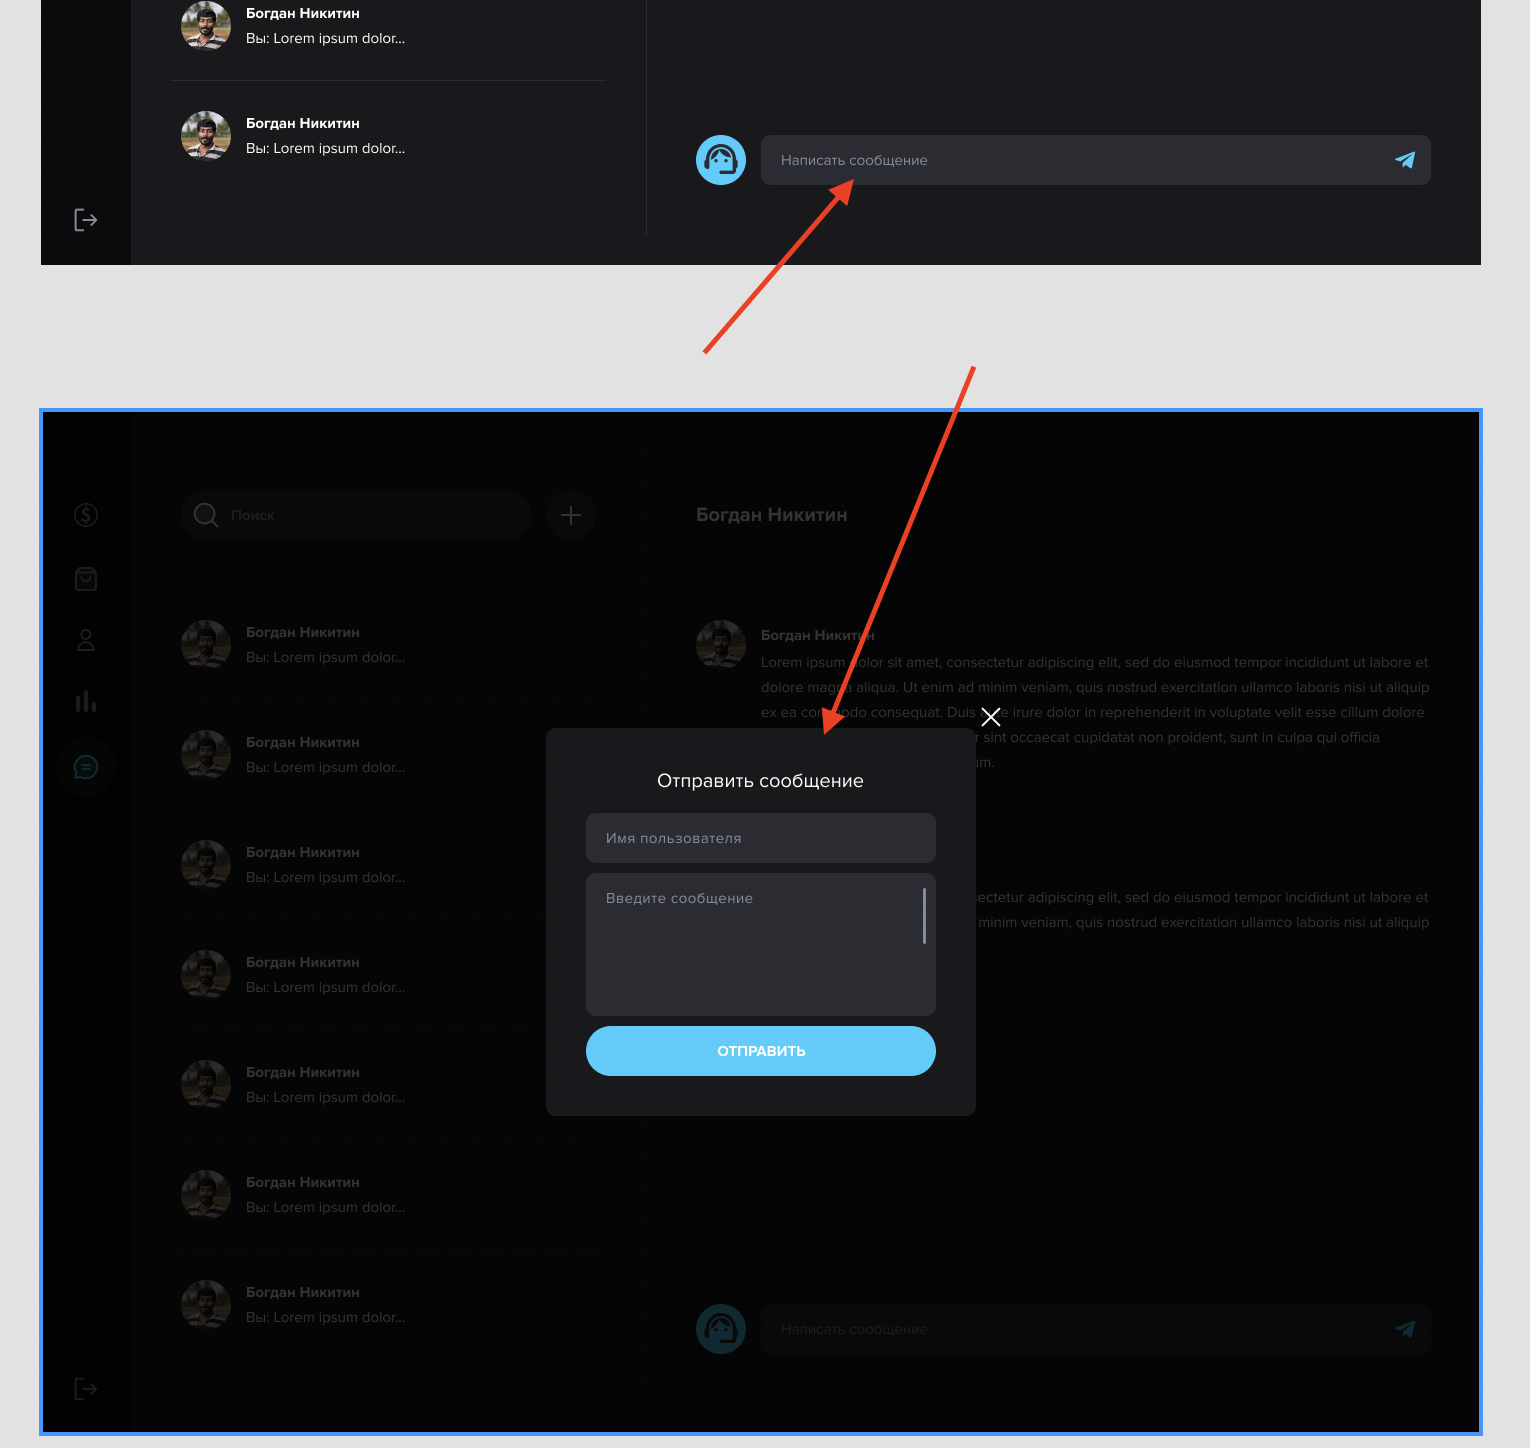 Богдан Никитин
Вы: Lorem ipsum dolor...
Богдан Никитин
Вы: Lorem ipsum dolor...
Написать сообщение
Поиск
Богдан Никитин
Вы: Lorem ipsum dolor...
Богдан Никитин
Вы: Lorem ipsum dolor...
Богдан Никитин
Вы: Lorem ipsum dolor...
Богдан Никитин
Вы: Lorem ipsum dolor...
Богдан Никитин
Вы: Lorem ipsum dolor...
Богдан Никитин
Вы: Lorem ipsum dolor...
Богдан Никитин
Вы: Lorem ipsum dolor...
Богдан Никитин
Богдан Никитин
Lorem ipsum dolor sit amet, consectetur adipiscing elit, sed do eiusmod tempor incididunt ut labore et
dolore magna aliqua. Ut enim ad minim veniam, quis nostrud exercitation ullamco laboris nisi ut aliquip
ex ea commodo consequat. Duis aute irure dolor in reprehenderit in voluptate velit esse cillum dolore
sint occaecat cupidatat non proident, sunt in culpa qui officia
Отправить сообщение
Имя пользователя
Введите сообщение
ОТПРАВИТЬ
adipiscing elit, sed do eiusmod tempor incididunt ut labore et
minim veniam, quis nostrud exercitation ullamco laboris nisi ut aliquip
Написать сообщение